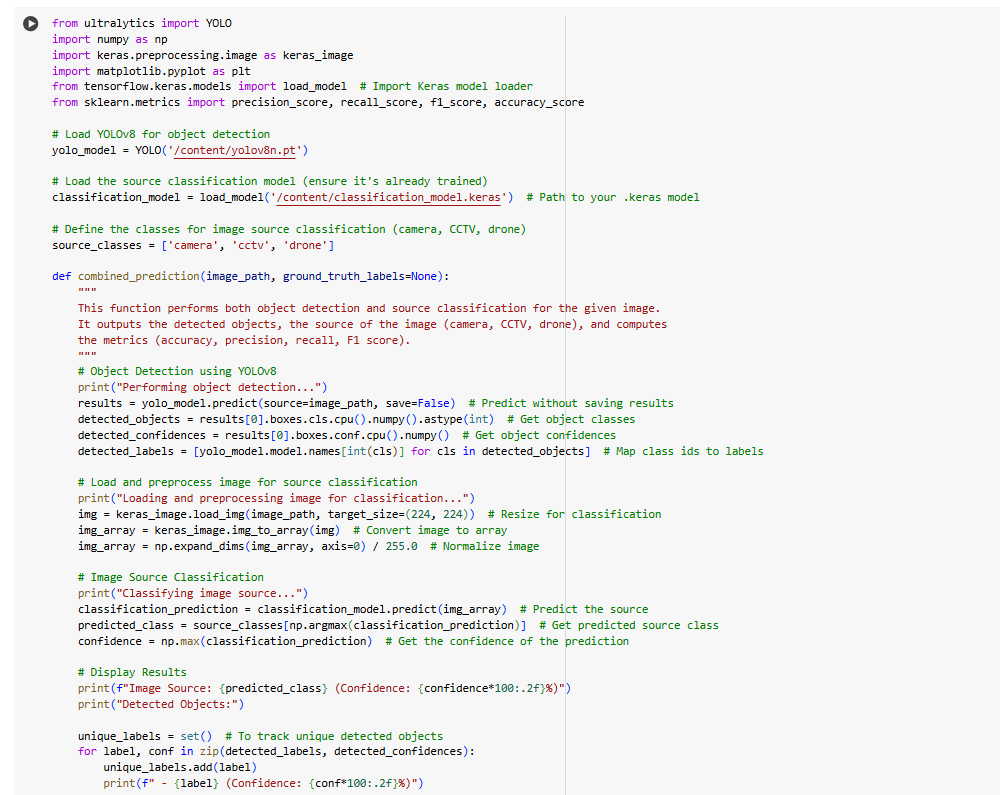 from ultralytics import YOLO
import numpy as np
import keras.preprocessing.image as keras_image
import matplotlib.pyplot as plt
from tensorflow.keras.models import load_model  # Import Keras model loader
from sklearn.metrics import precision_score, recall_score, f1_score, accuracy_score

# Load YOLOv8 for object detection
yolo_model = YOLO('/content/yolov8n.pt')

# Load the source classification model (ensure it's already trained)
classification_model = load_model('/content/classification_model.keras')  # Path to your .keras model

# Define the classes for image source classification (camera, CCTV, drone)
source_classes = ['camera', 'cctv', 'drone']

def combined_prediction(image_path, ground_truth_labels=None):
    """
    This function performs both object detection and source classification for the given image.
    It outputs the detected objects, the source of the image (camera, CCTV, drone), and computes
    the metrics (accuracy, precision, recall, F1 score).
    """
    # Object Detection using YOLOv8
    print("Performing object detection...")
    results = yolo_model.predict(source=image_path, save=False)  # Predict without saving results
    detected_objects = results[0].boxes.cls.cpu().numpy().astype(int)  # Get object classes
    detected_confidences = results[0].boxes.conf.cpu().numpy()  # Get object confidences
    detected_labels = [yolo_model.model.names[int(cls)] for cls in detected_objects]  # Map class ids to labels

    # Load and preprocess image for source classification
    print("Loading and preprocessing image for classification...")
    img = keras_image.load_img(image_path, target_size=(224, 224))  # Resize for classification
    img_array = keras_image.img_to_array(img)  # Convert image to array
    img_array = np.expand_dims(img_array, axis=0) / 255.0  # Normalize image

    # Image Source Classification
    print("Classifying image source...")
    classification_prediction = classification_model.predict(img_array)  # Predict the source
    predicted_class = source_classes[np.argmax(classification_prediction)]  # Get predicted source class
    confidence = np.max(classification_prediction)  # Get the confidence of the prediction

    # Display Results
    print(f"Image Source: {predicted_class} (Confidence: {confidence*100:.2f}%)")
    print("Detected Objects:")

    unique_labels = set()  # To track unique detected objects
    for label, conf in zip(detected_labels, detected_confidences):
        unique_labels.add(label)
        print(f" - {label} (Confidence: {conf*100:.2f}%)")